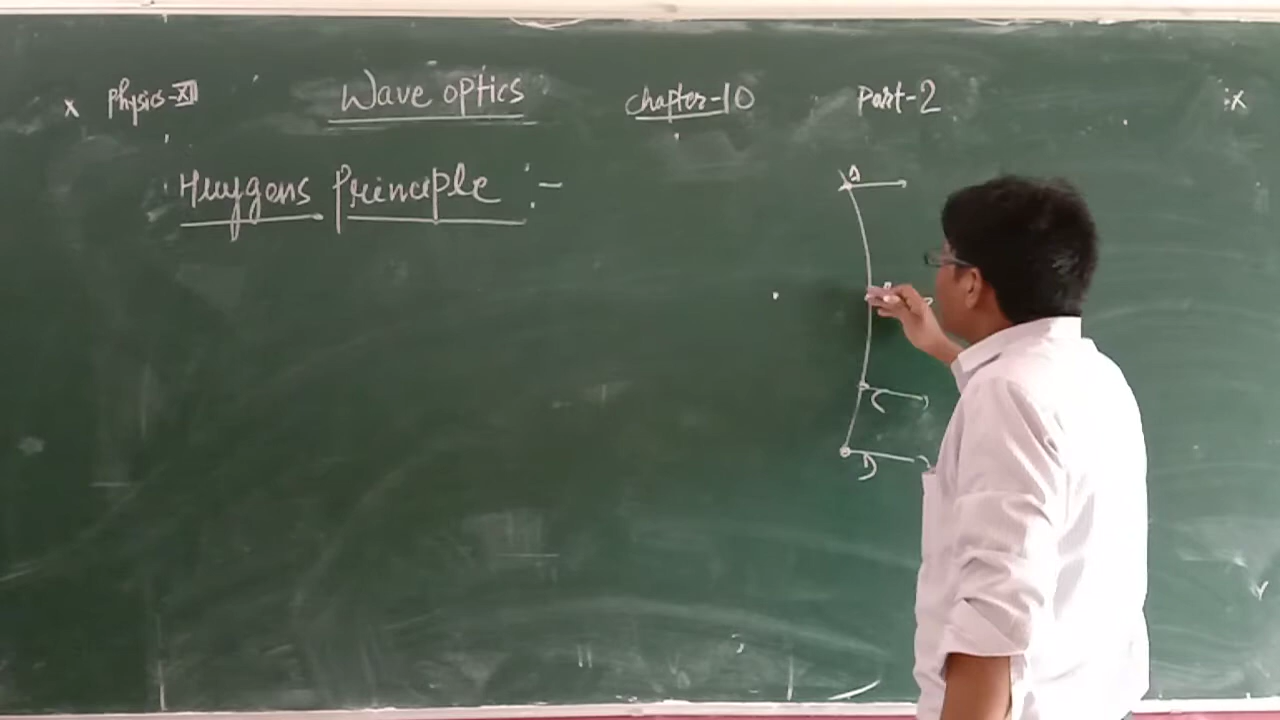 x Physics-XII Wave optics Chapter-10 Part-2 x
Huygens Principle :-
A
C
D